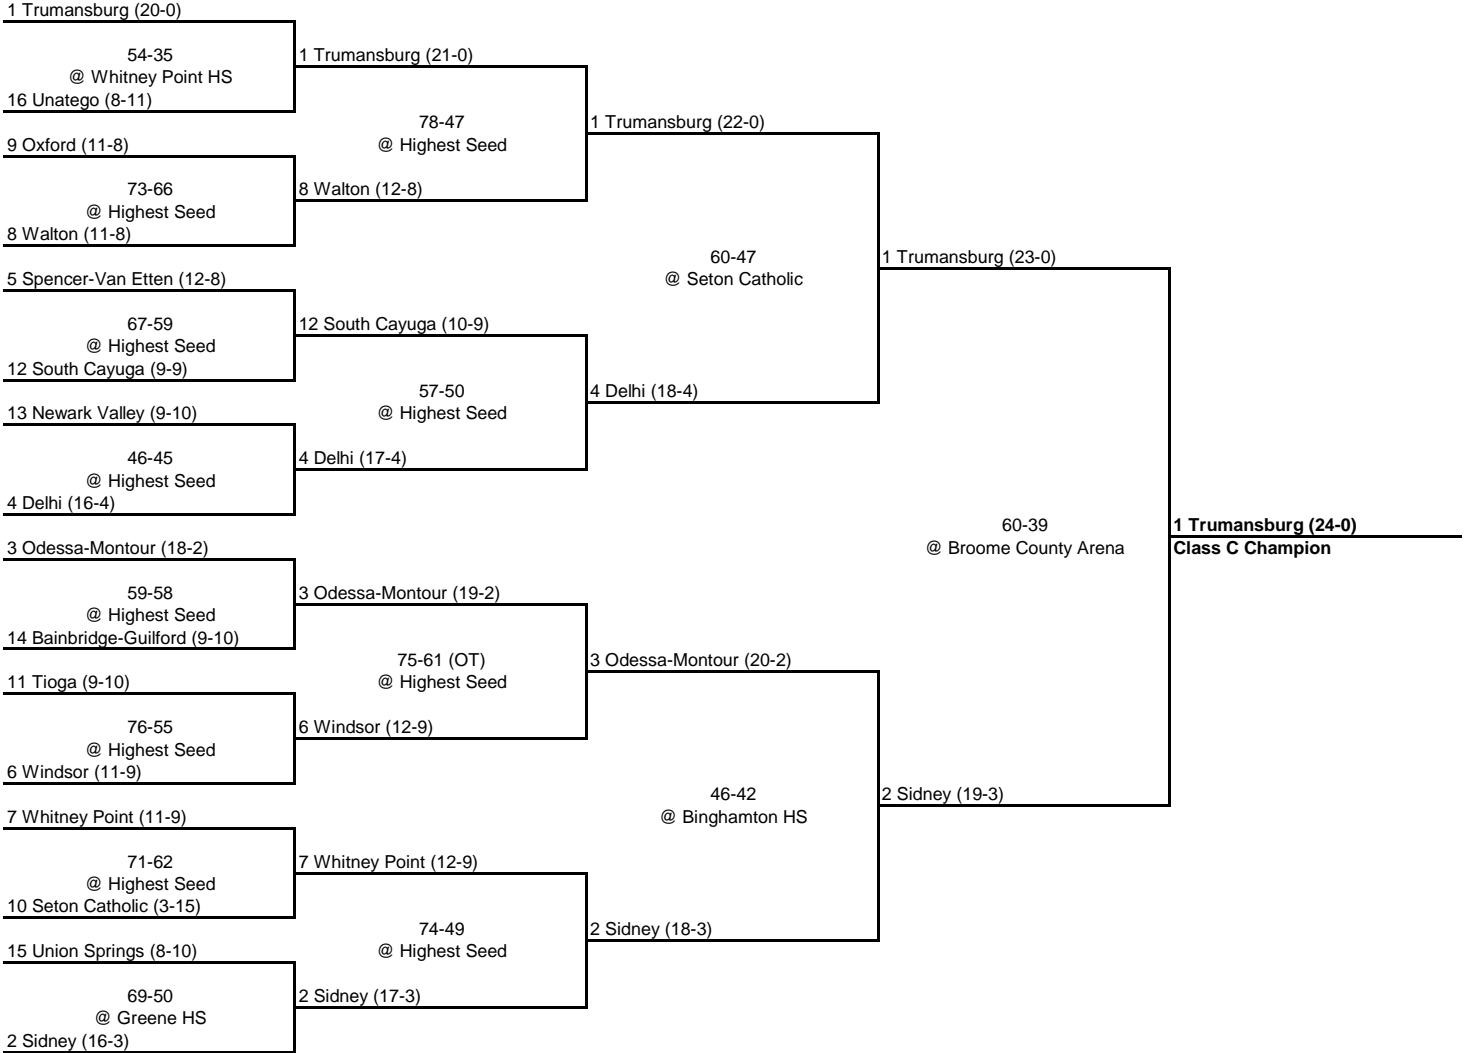 1 Trumansburg (20-0)
54-35
@ Whitney Point HS
16 Unatego (8-11)
9 Oxford (11-8)
73-66
@ Highest Seed
8 Walton (11-8)
5 Spencer-Van Etten (12-8)
67-59
@ Highest Seed
12 South Cayuga (9-9)
13 Newark Valley (9-10)
46-45
@ Highest Seed
4 Delhi (16-4)
3 Odessa-Montour (18-2)
59-58
@ Highest Seed
14 Bainbridge-Guilford (9-10)
11 Tioga (9-10)
76-55
@ Highest Seed
6 Windsor (11-9)
7 Whitney Point (11-9)
71-62
@ Highest Seed
10 Seton Catholic (3-15)
15 Union Springs (8-10)
69-50
@ Greene HS
2 Sidney (16-3)
1 Trumansburg (21-0)
78-47
@ Highest Seed
8 Walton (12-8)
12 South Cayuga (10-9)
57-50
@ Highest Seed
4 Delhi (17-4)
3 Odessa-Montour (19-2)
75-61 (OT)
@ Highest Seed
6 Windsor (12-9)
7 Whitney Point (12-9)
74-49
@ Highest Seed
2 Sidney (17-3)
1 Trumansburg (22-0)
60-47
@ Seton Catholic
4 Delhi (18-4)
3 Odessa-Montour (20-2)
46-42
@ Binghamton HS
2 Sidney (18-3)
1 Trumansburg (23-0)
60-39
@ Broome County Arena
2 Sidney (19-3)
1 Trumansburg (24-0)
Class C Champion